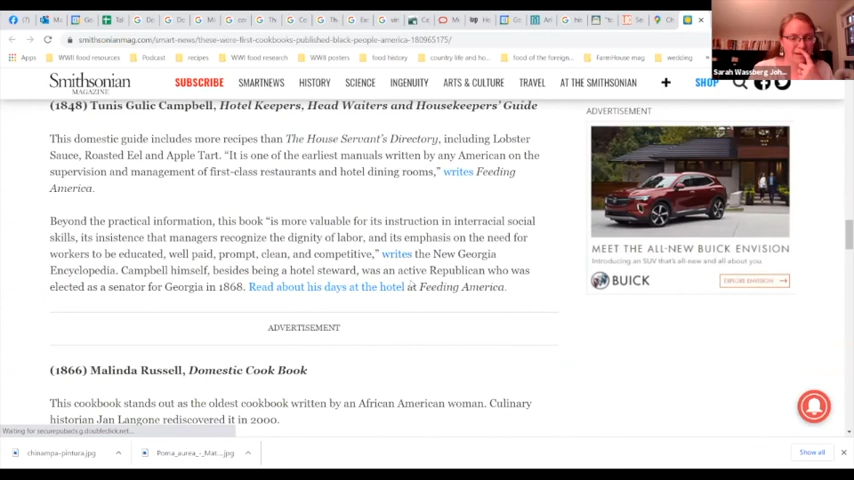 smithsonianmag.com/smart-news/these-were-first-cookbooks-published-black-people-america-180965175/
Apps
WWI food resources
Podcast
recipes
WWI food research
WWII posters
food of the foreign...
FarmHouse mag
wedding
Sarah Wassberg Joh...
Smithsonian
MAGAZINE
SUBSCRIBE
SMARTNEWS
HISTORY
SCIENCE
INGENUITY
ARTS & CULTURE
TRAVEL
AT THE SMITHSONIAN
SHOP
(1848) Tunis Gulic Campbell, Hotel Keepers, Head Waiters and Housekeepers' Guide
This domestic guide includes more recipes than The House Servant's Directory, including Lobster
Sauce, Roasted Eel and Apple Tart. "It is one of the earliest manuals written by any American on the
supervision and management of first-class restaurants and hotel dining rooms," writes Feeding
America.
Beyond the practical information, this book "is more valuable for its instruction in interracial social
skills, its insistence that managers recognize the dignity of labor, and its emphasis on the need for
workers to be educated, well paid, prompt, clean, and competitive," writes the New Georgia
Encyclopedia. Campbell himself, besides being a hotel steward, was an active Republican who was
elected as a senator for Georgia in 1868. Read about his days at the hotel at Feeding America.
ADVERTISEMENT
(1866) Malinda Russell, Domestic Cook Book
This cookbook stands out as the oldest cookbook written by an African American woman. Culinary
historian Jan Langone rediscovered it in 2000.
ADVERTISEMENT
MEET THE ALL-NEW BUICK ENVISION
Introducing an SUV that's all-new and all about you.
BUICK
EXPLORE ENVISION
Waiting for securepubads.g.doubleclick.net...
chinampa-pintura.jpg
Poma_aurea_-_Mat....jpg
Show all